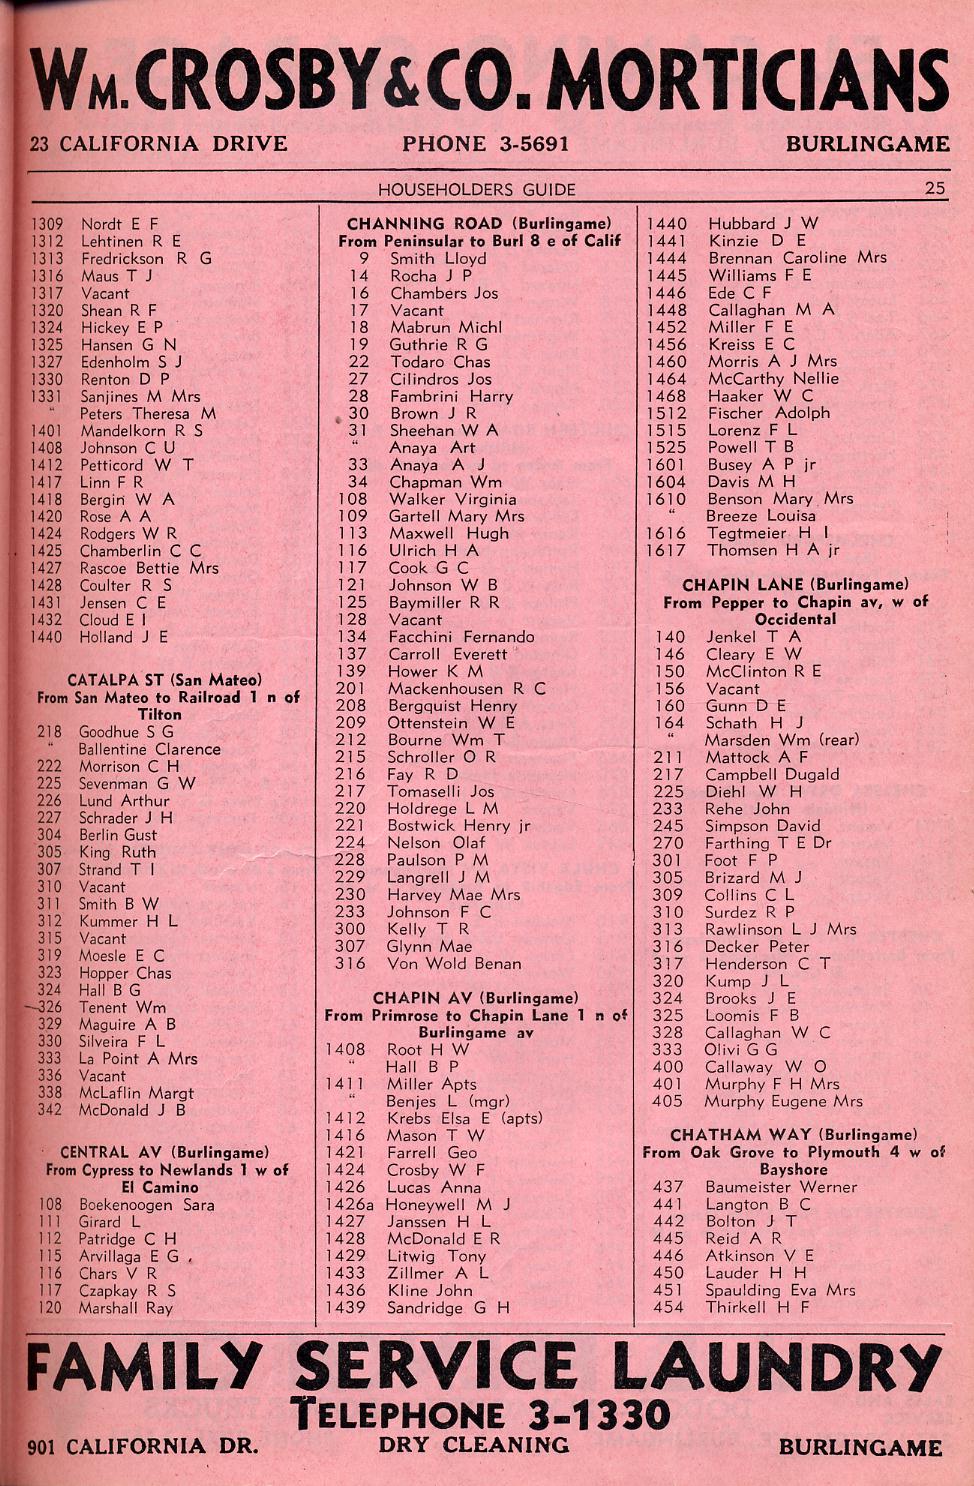 WM. CROSBY & CO. MORTICIANS
23 CALIFORNIA DRIVE PHONE 3-5691 BURLINGAME
HOUSEHOLDERS GUIDE 25
1309 Nordt E F
1312 Lehtinen R E
1313 Fredrickson R G
1316 Maus T J
1317 Vacant
1320 Shean R F
1324 Hickey E P
1325 Hansen G N
1327 Edenholm S J
1330 Renton D P
1331 Sanjines M Mrs
" Peters Theresa M
1401 Mandelkorn R S
1408 Johnson C U
1412 Petticord W T
1417 Linn F R
1418 Bergin W A
1420 Rose A A
1424 Rodgers W R
1425 Chamberlin C C
1427 Rascoe Bettie Mrs
1428 Coulter R S
1431 Jensen C E
1432 Cloud E I
1440 Holland J E
CATALPA ST (San Mateo)
From San Mateo to Railroad 1 n of
Tilton
218 Goodhue S G
" Ballentine Clarence
222 Morrison C H
225 Sevenman G W
226 Lund Arthur
227 Schrader J H
304 Berlin Gust
305 King Ruth
307 Strand T I
310 Vacant
311 Smith B W
312 Kummer H L
315 Vacant
319 Moesle E C
323 Hopper Chas
324 Hall B G
326 Tenent Wm
329 Maguire A B
330 Silveira F L
333 La Point A Mrs
336 Vacant
338 McLaflin Margt
342 McDonald J B
CENTRAL AV (Burlingame)
From Cypress to Newlands 1 w of
El Camino
108 Boekenoogen Sara
111 Girard L
112 Patridge C H
115 Arvillaga E G
116 Chars V R
117 Czapkay R S
120 Marshall Ray
CHANNING ROAD (Burlingame)
From Peninsular to Burl 8 e of Calif
9 Smith Lloyd
14 Rocha J P
16 Chambers Jos
17 Vacant
18 Mabrun Michl
19 Guthrie R G
22 Todaro Chas
27 Cilindros Jos
28 Fambrini Harry
30 Brown J R
31 Sheehan W A
" Anaya Art
33 Anaya A J
34 Chapman Wm
108 Walker Virginia
109 Gartell Mary Mrs
113 Maxwell Hugh
116 Ulrich H A
117 Cook G C
121 Johnson W B
125 Baymiller R R
128 Vacant
134 Facchini Fernando
137 Carroll Everett
139 Hower K M
201 Mackenhousen R C
208 Bergquist Henry
209 Ottenstein W E
212 Bourne Wm T
215 Schroller O R
216 Fay R D
217 Tomaselli Jos
220 Holdrege L M
221 Bostwick Henry jr
224 Nelson Olaf
228 Paulson P M
229 Langrell J M
230 Harvey Mae Mrs
233 Johnson F C
300 Kelly T R
307 Glynn Mae
316 Von Wold Benan
CHAPIN AV (Burlingame)
From Primrose to Chapin Lane 1 n of
Burlingame av
1408 Root H W
" Hall B P
1411 Miller Apts
" Benjes L (mgr)
1412 Krebs Elsa E (apts)
1416 Mason T W
1421 Farrell Geo
1424 Crosby W F
1426 Lucas Anna
1426a Honeywell M J
1427 Janssen H L
1428 McDonald E R
1429 Litwig Tony
1433 Zillmer A L
1436 Kline John
1439 Sandridge G H
1440 Hubbard J W
1441 Kinzie D E
1444 Brennan Caroline Mrs
1445 Williams F E
1446 Ede C F
1448 Callaghan M A
1452 Miller F E
1456 Kreiss E C
1460 Morris A J Mrs
1464 McCarthy Nellie
1468 Haaker W C
1512 Fischer Adolph
1515 Lorenz F L
1525 Powell T B
1601 Busey A P jr
1604 Davis M H
1610 Benson Mary Mrs
" Breeze Louisa
1616 Tegtmeier H I
1617 Thomsen H A jr
CHAPIN LANE (Burlingame)
From Pepper to Chapin av, w of
Occidental
140 Jenkel T A
146 Cleary E W
150 McClinton R E
156 Vacant
160 Gunn D E
164 Schath H J
" Marsden Wm (rear)
211 Mattock A F
217 Campbell Dugald
225 Diehl W H
233 Rehe John
245 Simpson David
270 Farthing T E Dr
301 Foot F P
305 Brizard M J
309 Collins C L
310 Surdez R P
313 Rawlinson L J Mrs
316 Decker Peter
317 Henderson C T
320 Kump J L
324 Brooks J E
325 Loomis F B
328 Callaghan W C
333 Olivi G G
400 Callaway W O
401 Murphy F H Mrs
405 Murphy Eugene Mrs
CHATHAM WAY (Burlingame)
From Oak Grove to Plymouth 4 w of
Bayshore
437 Baumeister Werner
441 Langton B C
442 Bolton J T
445 Reid A R
446 Atkinson V E
450 Lauder H H
451 Spaulding Eva Mrs
454 Thirkell H F
FAMILY SERVICE LAUNDRY
TELEPHONE 3-1330
901 CALIFORNIA DR. DRY CLEANING BURLINGAME